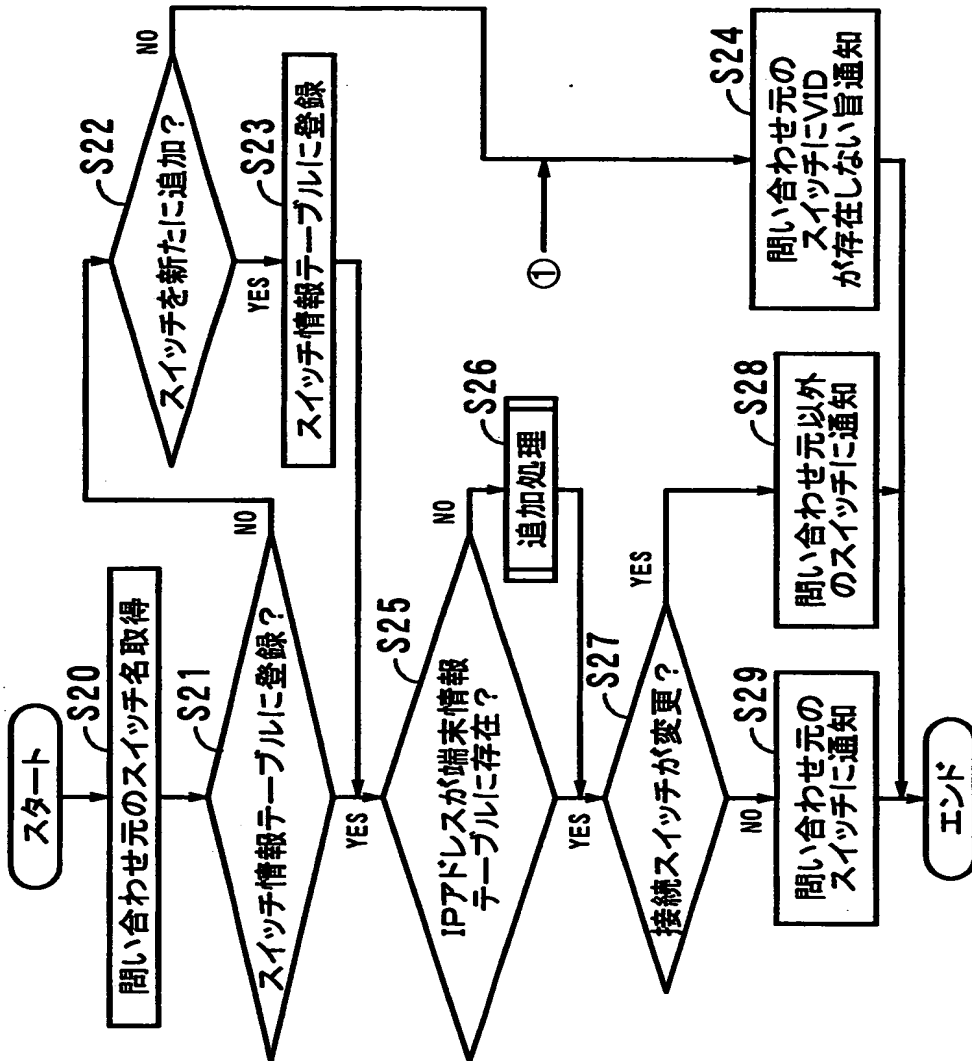 スタート
S20
問い合わせ元のスイッチ名取得
S21
スイッチ情報テーブルに登録?
NO
YES
S22
スイッチを新たに追加?
NO
YES
S23
スイッチ情報テーブルに登録
S25
IPアドレスが端末情報
テーブルに存在?
NO
YES
S26
追加処理
①
S24
問い合わせ元の
スイッチにVID
が存在しない旨通知
S27
接続スイッチが変更?
YES
NO
S28
問い合わせ元以外
のスイッチに通知
S29
問い合わせ元の
スイッチに通知
エンド